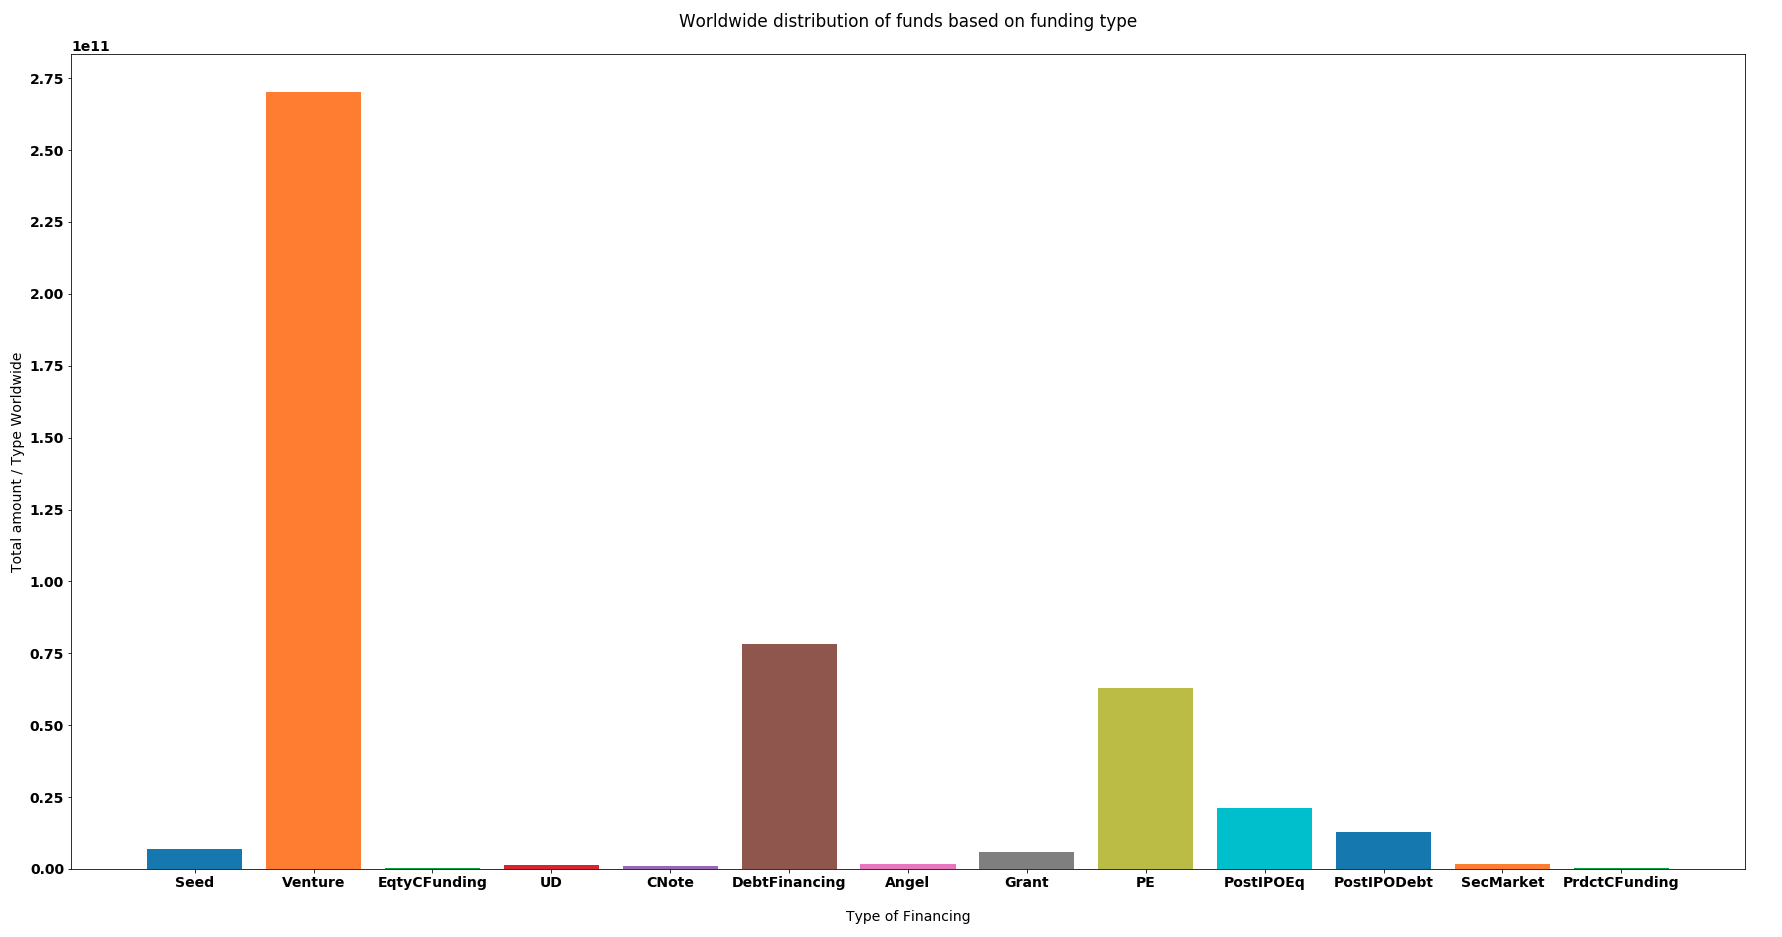 Worldwide distribution of funds based on funding type
1e11
2.75
2.50
2.25
2.00
1.75
1.50
1.25
1.00
0.75
0.50
0.25
0.00
Total amount / Type Worldwide
Seed Venture EqtyCFunding UD CNote DebtFinancing Angel Grant PE PostIPOEq PostIPODebt SecMarket PrdctCFunding
Type of Financing